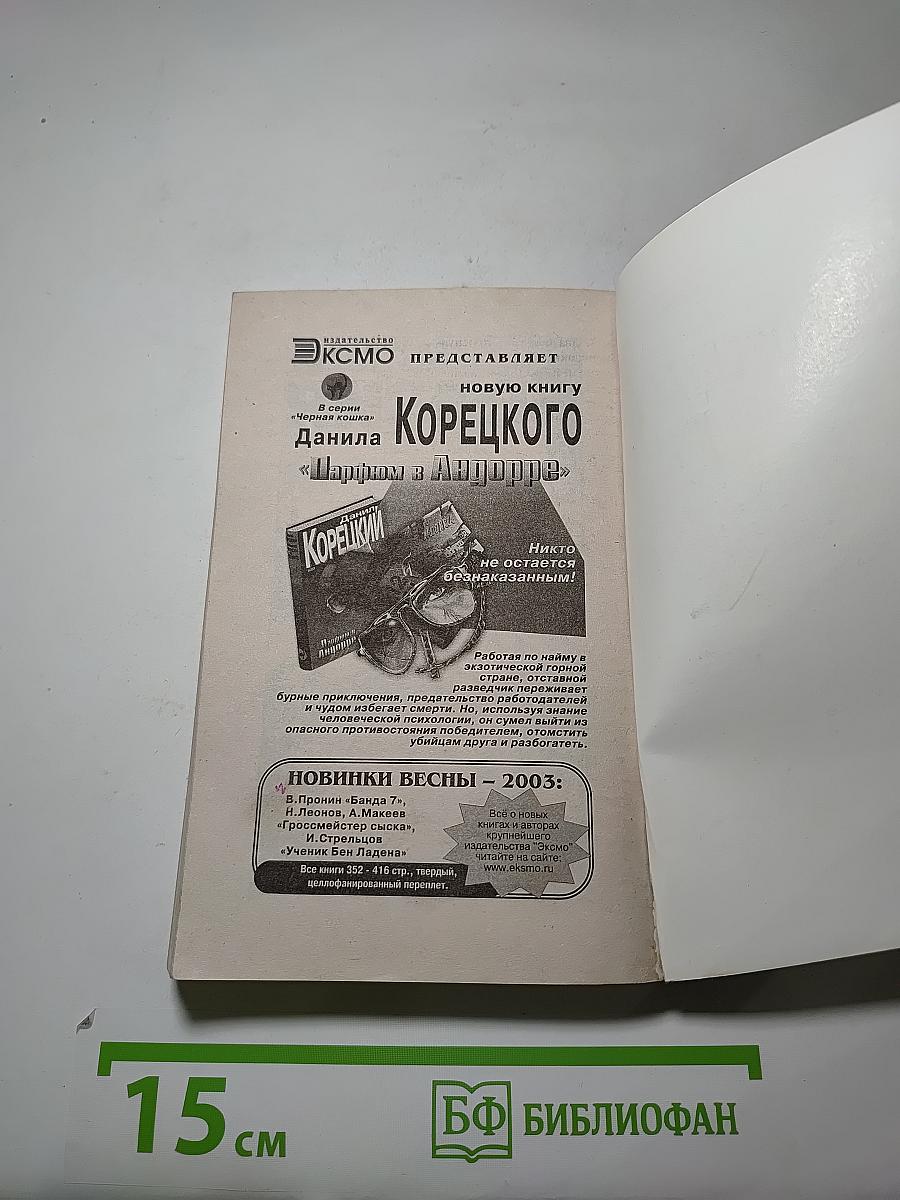 издательство
ЭКСМО ПРЕДСТАВЛЯЕТ
НОВУЮ КНИГУ
В серии
«Черная кошка»
Данила КОРЕЦКОГО
«Парфюм в Андорре»
Данил
КОРЕЦКИЙ
Андорре
Никто
не остается
безнаказанным!
Работая по найму в
экзотической горной
стране, отставной
разведчик переживает
бурные приключения, предательство работодателей
и чудом избегает смерти. Но, используя знание
человеческой психологии, он сумел выйти из
опасного противостояния победителем, отомстить
убийцам друга и разбогатеть.
НОВИНКИ ВЕСНЫ – 2003:
В.Пронин «Банда 7»,
Н.Леонов, А.Макеев
«Гроссмейстер сыска»,
И.Стрельцов
«Ученик Бен Ладена»
Все о новых
книгах и авторах
крупнейшего
издательства "Эксмо"
читайте на сайте:
www.eksmo.ru
Все книги 352 - 416 стр., твердый,
целлофанированный переплет.
15 см
БФ БИБЛИОФАН